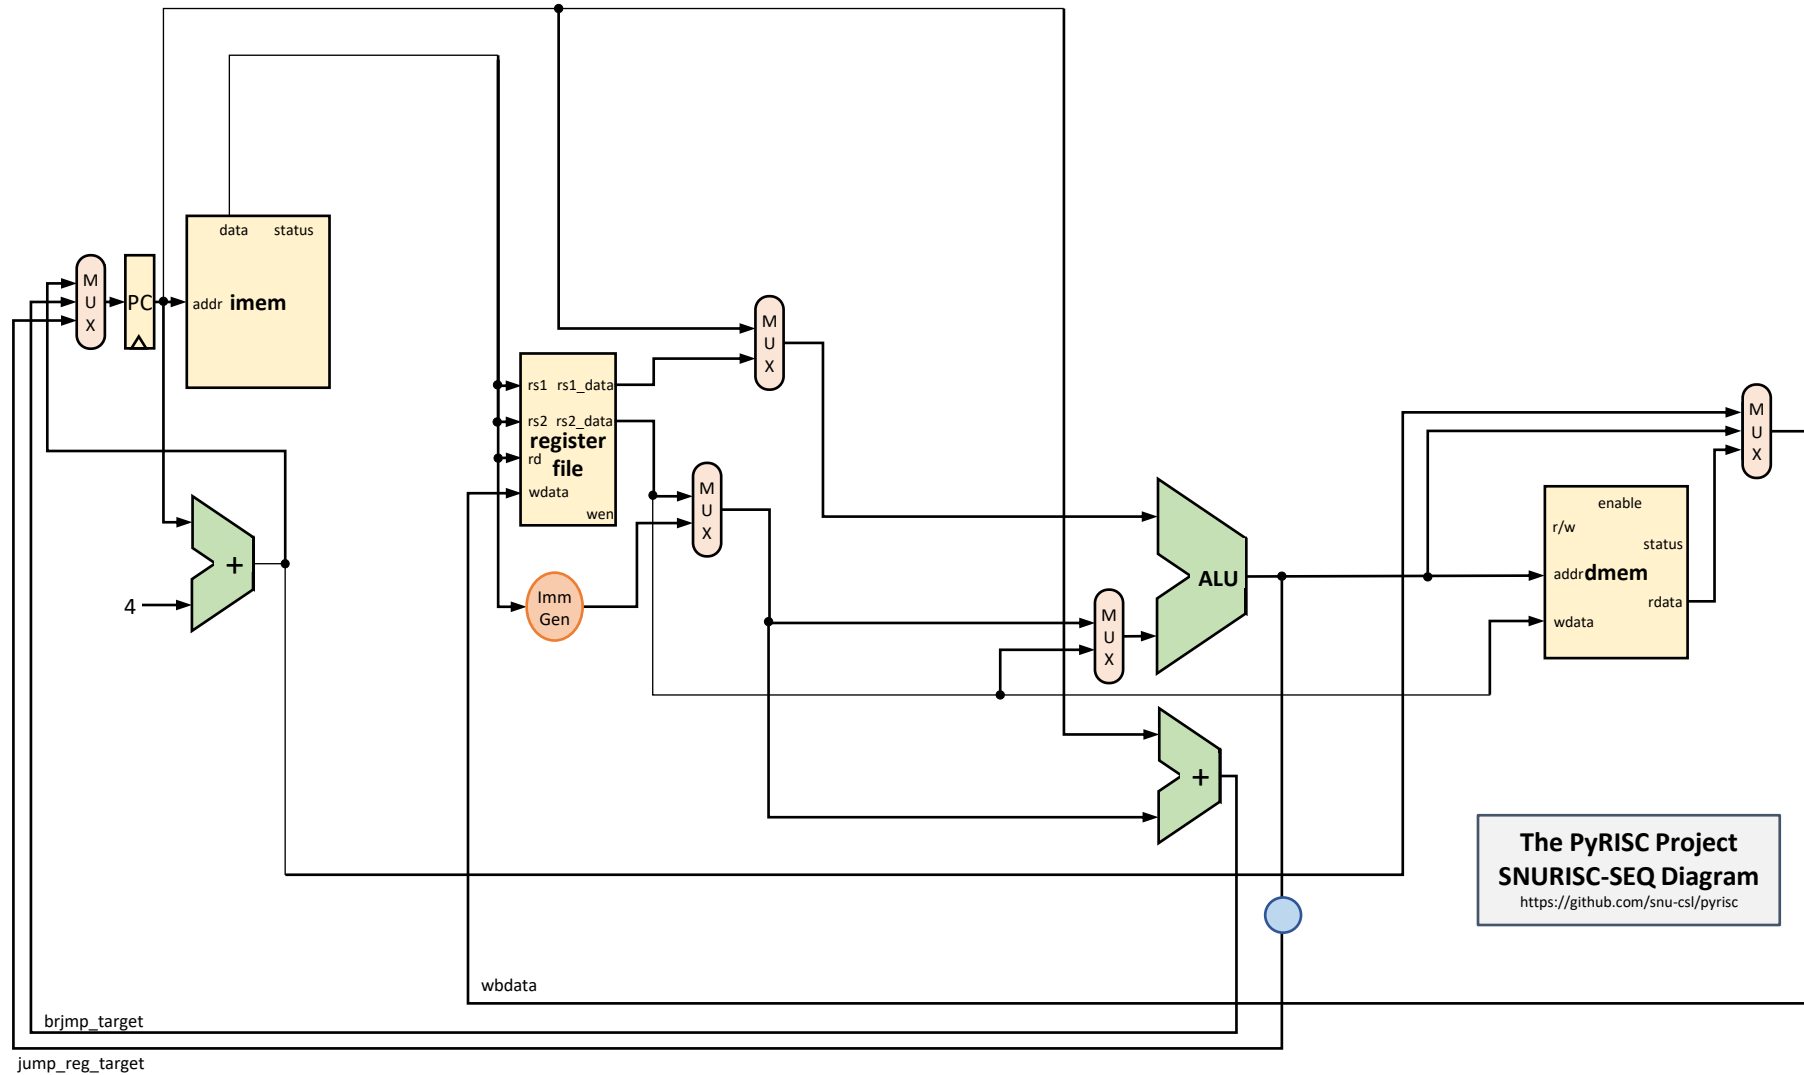 data status
M
U
X
PC
addr imem
M
U
X
rs1 rs1_data
rs2 rs2_data
register
file
rd
wdata
wen
M
U
X
M
U
X
enable
r/w
status
addr dmem
rdata
wdata
ALU
+
4
Imm
Gen
M
U
X
+
The PyRISC Project
SNURISC-SEQ Diagram
https://github.com/snu-csl/pyrisc
wbdata
brjmp_target
jump_reg_target